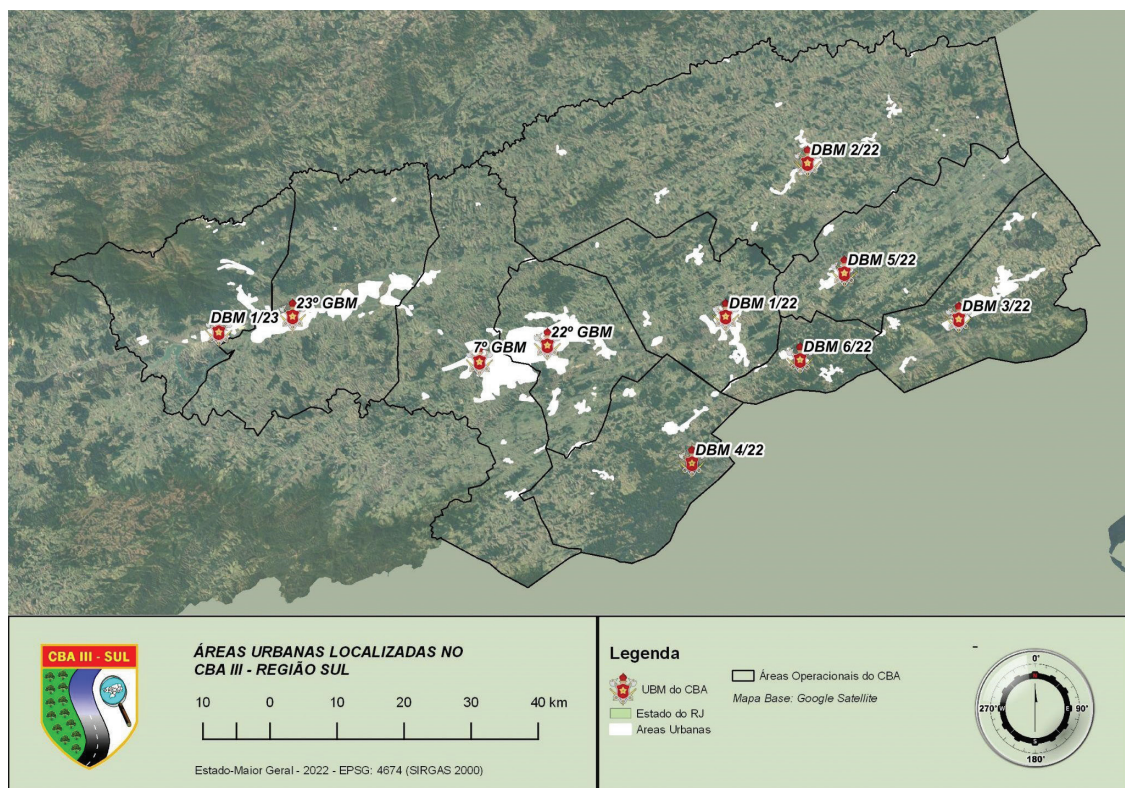 DBM 2/22
DBM 5/22
23º GBM
DBM 1/22
DBM 3/22
DBM 1/23
22º GBM
7º GBM
DBM 6/22
DBM 4/22
CBA III - SUL
ÁREAS URBANAS LOCALIZADAS NO
CBA III - REGIÃO SUL
10 0 10 20 30 40 km
Estado-Maior Geral - 2022 - EPSG: 4674 (SIRGAS 2000)
Legenda
UBM do CBA
Estado do RJ
Areas Urbanas
Áreas Operacionais do CBA
Mapa Base: Google Satellite
0°
270°
W
E
90°
S
180°